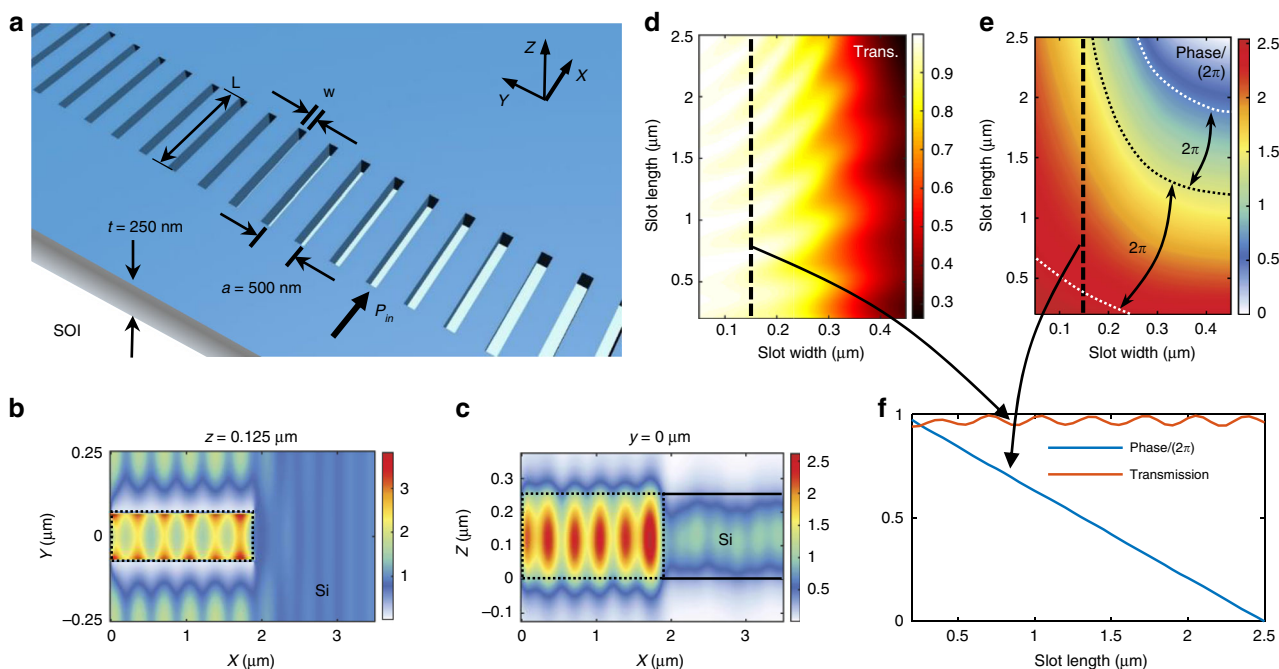 a
L
w
Z
X
Y
t = 250 nm
a = 500 nm
P_in
SOI
d
Trans.
2.5
2
1.5
1
0.5
0.1 0.2 0.3 0.4
Slot length (μm)
Slot width (μm)
0.9
0.8
0.7
0.6
0.5
0.4
0.3
e
Phase/
(2π)
2π
2π
2.5
2
1.5
1
0.5
0.1 0.2 0.3 0.4
Slot length (μm)
Slot width (μm)
2.5
2
1.5
1
0.5
0
b
z = 0.125 μm
0.25
0
–0.25
Y (μm)
Si
0 1 2 3
X (μm)
3
2
1
c
y = 0 μm
0.3
0.2
0.1
0
–0.1
Z (μm)
Si
0 1 2 3
X (μm)
2.5
2.0
1.5
1.0
0.5
f
1
0.5
0
Phase/(2π)
Transmission
0.5 1 1.5 2 2.5
Slot length (μm)